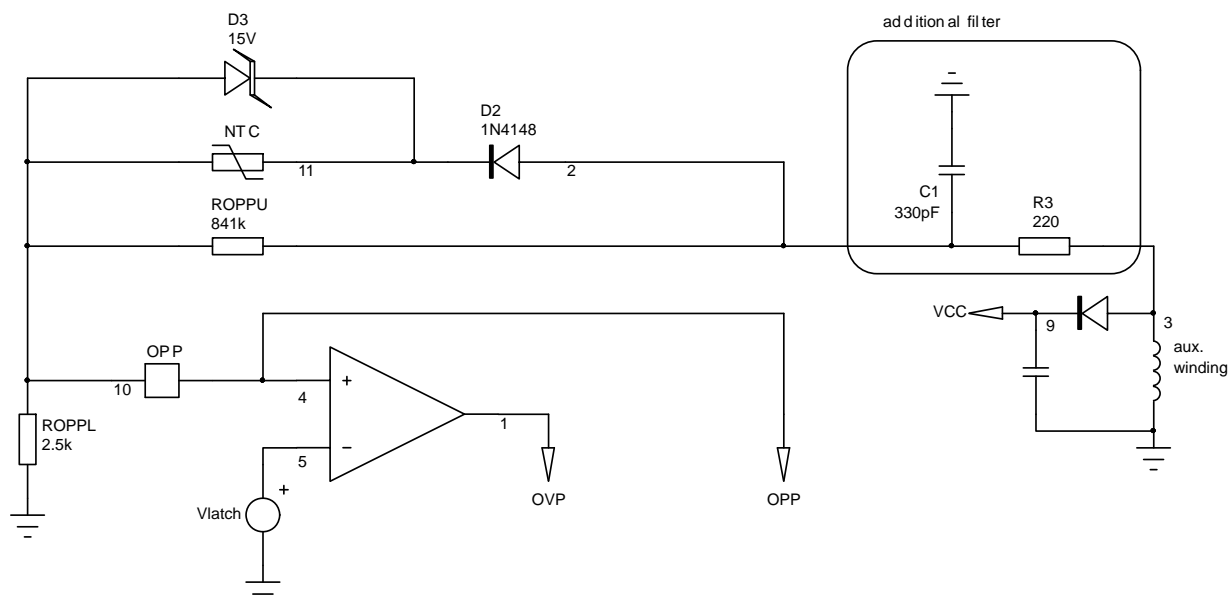 additional filter
D3
15V
D2
1N4148
NTC
11
2
C1
330pF
R3
220
ROPPU
841k
VCC
9
3
aux.
winding
OPP
10
4
+
1
ROPPL
2.5k
5
−
+
Vlatch
OVP
OPP